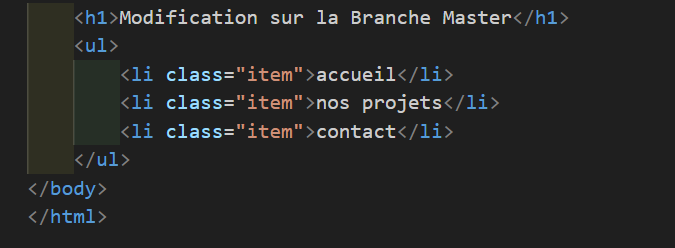 <h1>Modification sur la Branche Master</h1>
<ul>
<li class="item">accueil</li>
<li class="item">nos projets</li>
<li class="item">contact</li>
</ul>
</body>
</html>